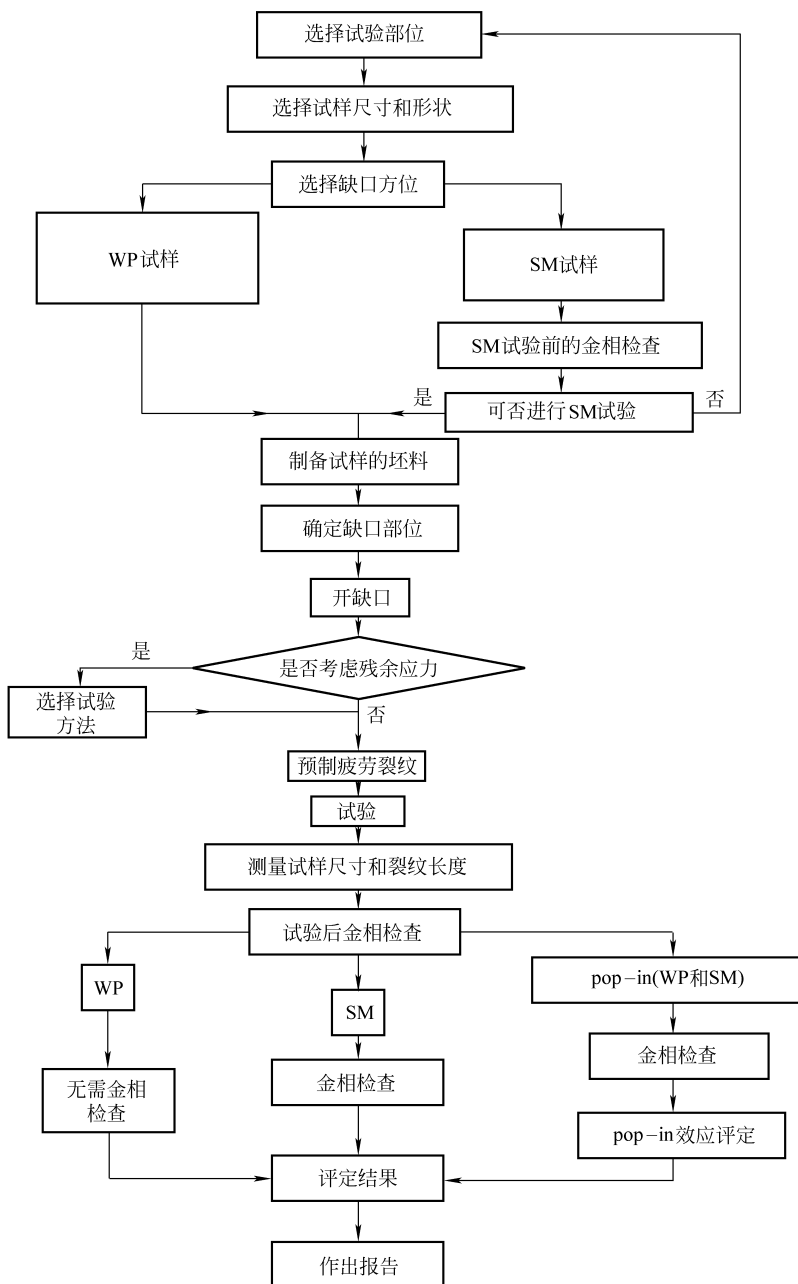 选择试验部位
选择试样尺寸和形状
选择缺口方位
WP试样
SM试样
SM试验前的金相检查
是
可否进行SM试验
否
制备试样的坯料
确定缺口部位
开缺口
是
是否考虑残余应力
选择试验
方法
否
预制疲劳裂纹
试验
测量试样尺寸和裂纹长度
试验后金相检查
WP
SM
pop-in(WP和SM)
无需金相
检查
金相检查
金相检查
pop-in效应评定
评定结果
作出报告